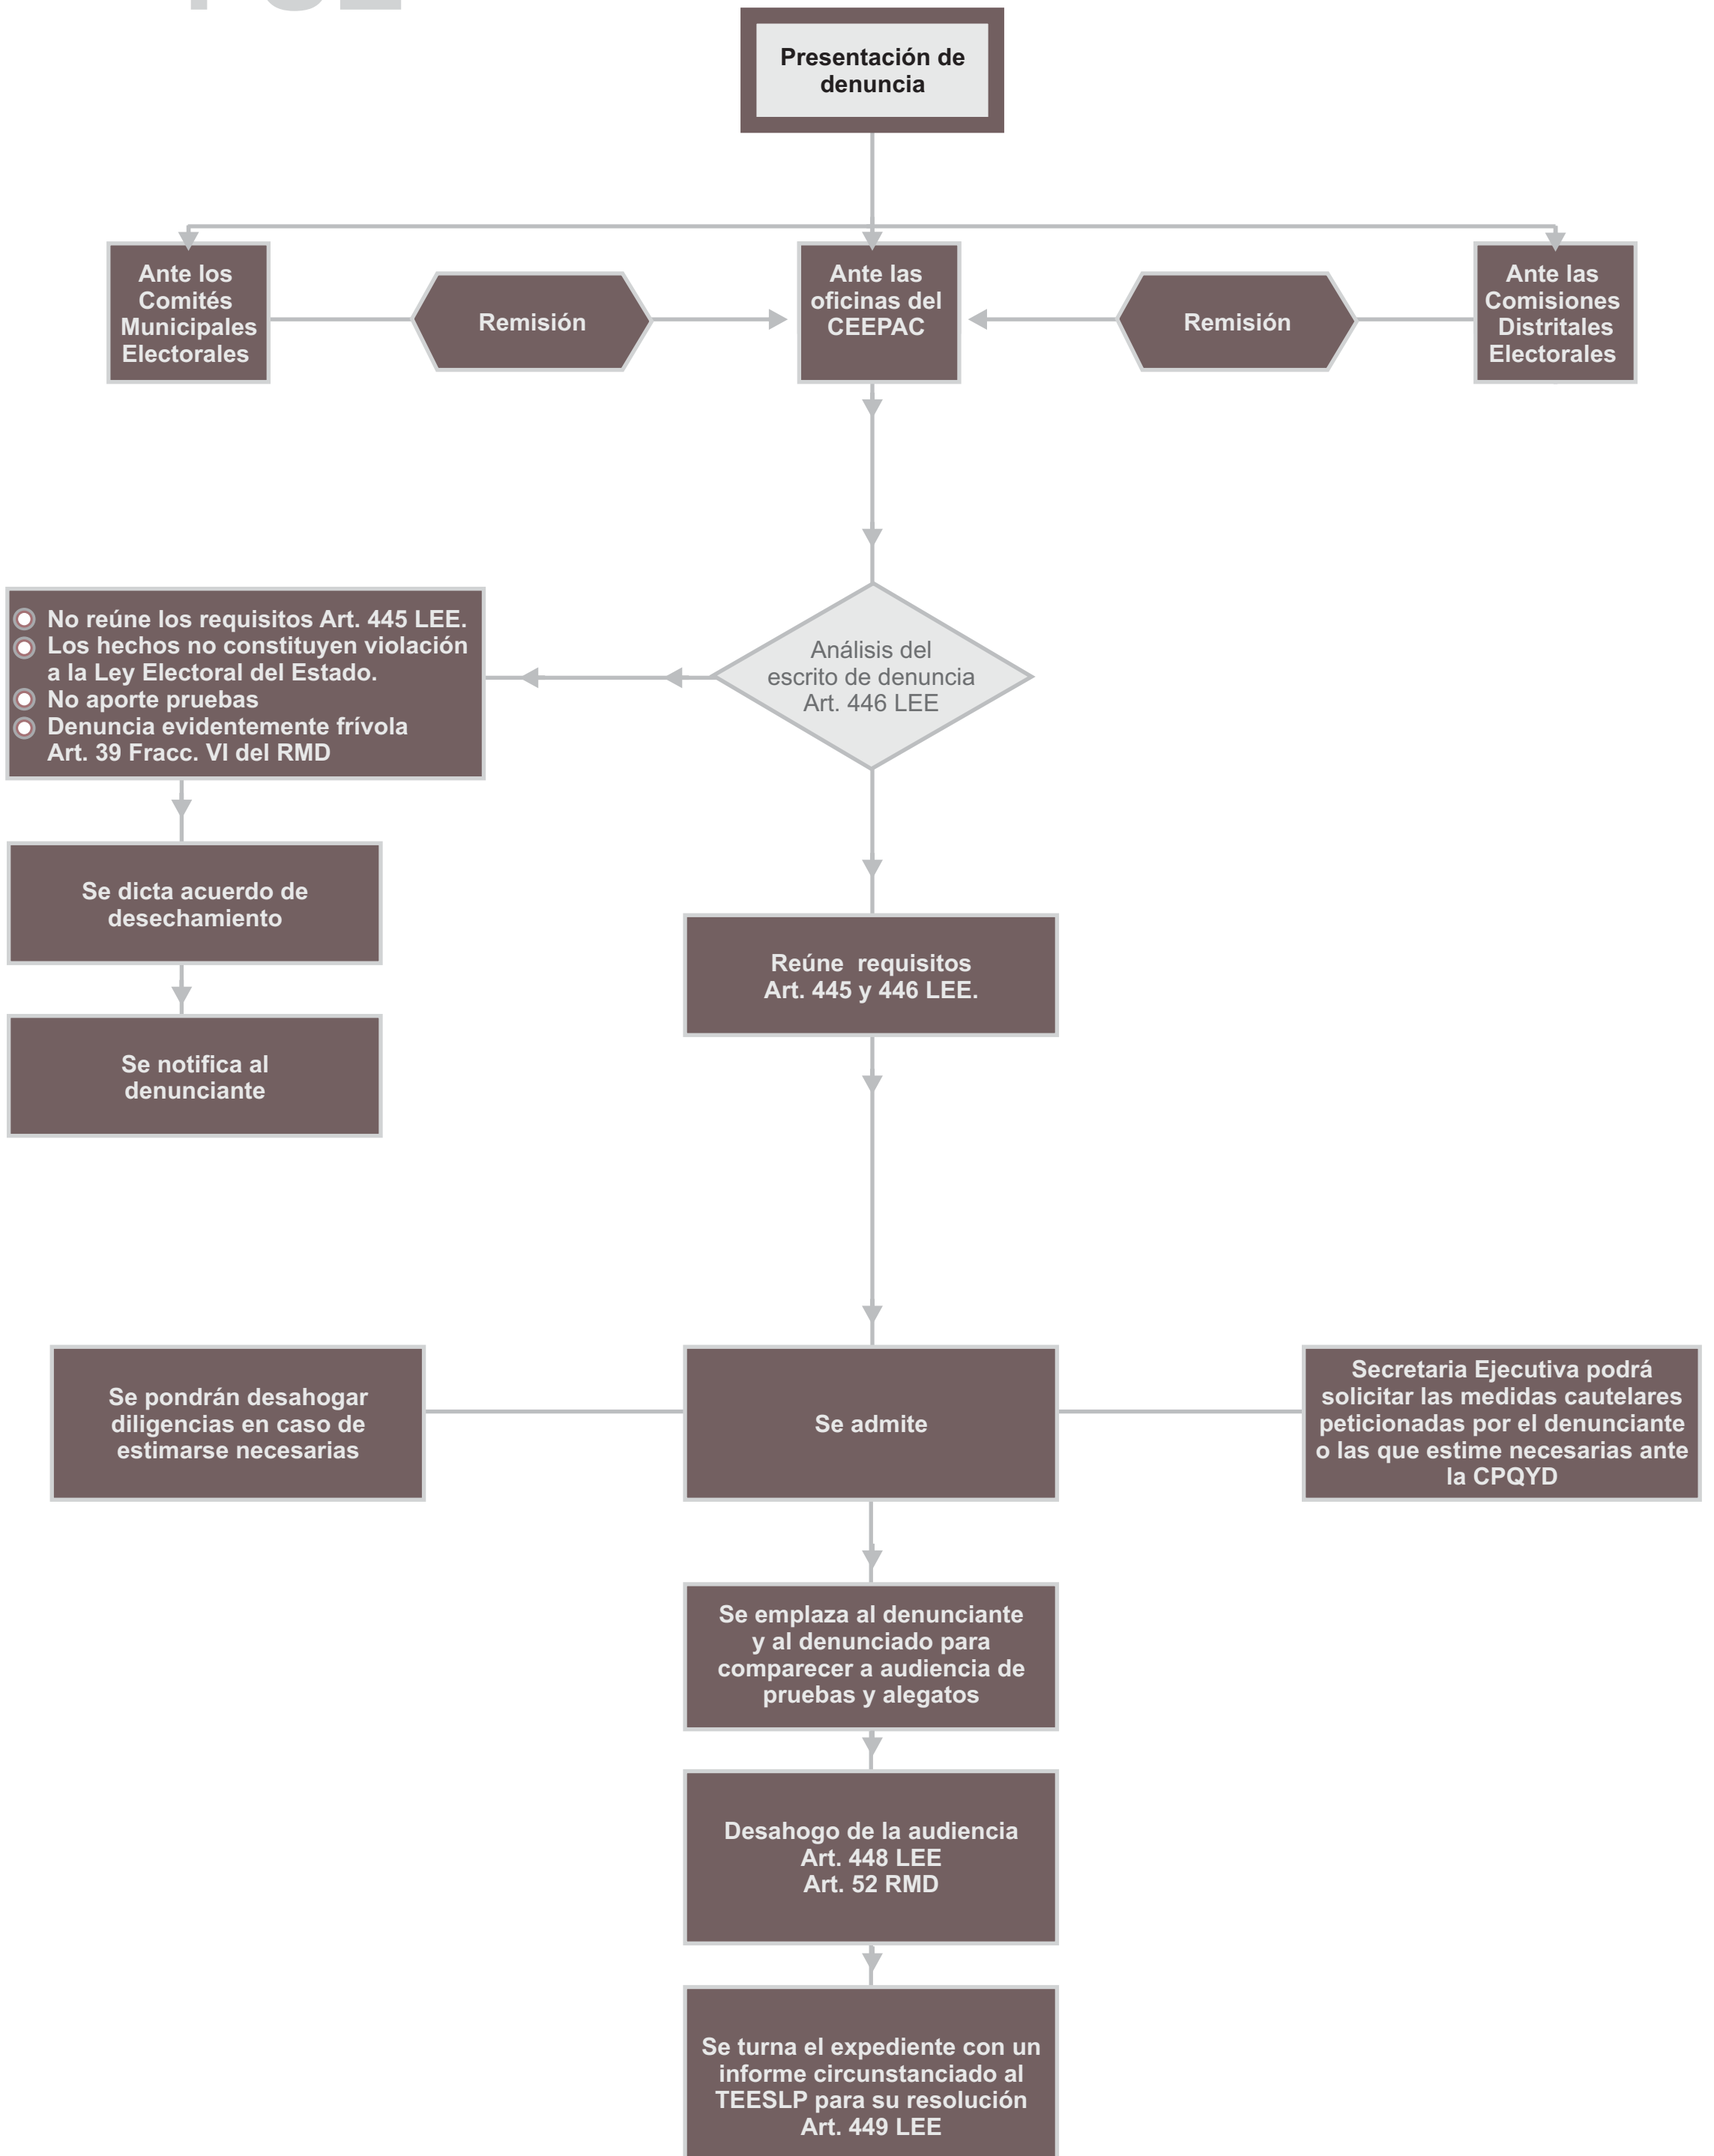 Presentación de
denuncia
Ante los
Comités
Municipales
Electorales
Remisión
Ante las
oficinas del
CEEPAC
Remisión
Ante las
Comisiones
Distritales
Electorales
No reúne los requisitos Art. 445 LEE.
Los hechos no constituyen violación
a la Ley Electoral del Estado.
No aporte pruebas
Denuncia evidentemente frívola
Art. 39 Fracc. VI del RMD
Análisis del
escrito de denuncia
Art. 446 LEE
Se dicta acuerdo de
desechamiento
Se notifica al
denunciante
Reúne requisitos
Art. 445 y 446 LEE.
Se pondrán desahogar
diligencias en caso de
estimarse necesarias
Se admite
Secretaria Ejecutiva podrá
solicitar las medidas cautelares
peticionadas por el denunciante
o las que estime necesarias ante
la CPQYD
Se emplaza al denunciante
y al denunciado para
comparecer a audiencia de
pruebas y alegatos
Desahogo de la audiencia
Art. 448 LEE
Art. 52 RMD
Se turna el expediente con un
informe circunstanciado al
TEESLP para su resolución
Art. 449 LEE